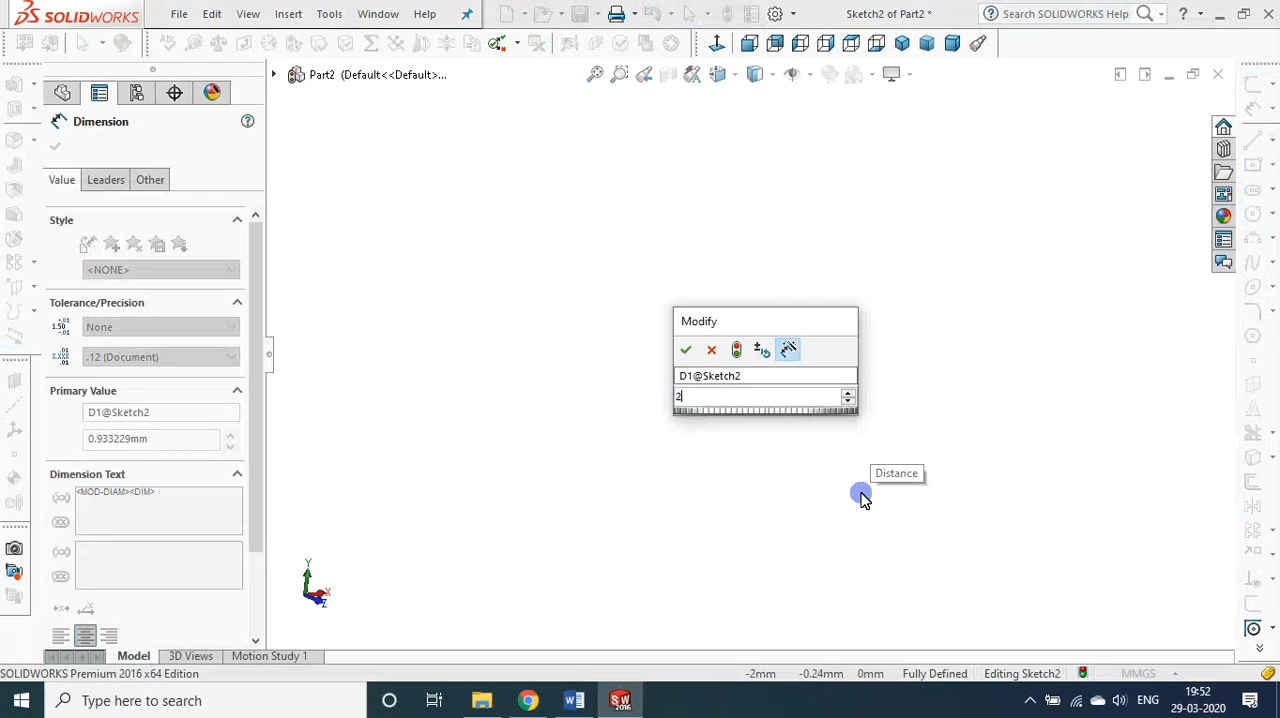 SOLIDWORKS
File Edit View Insert Tools Window Help
Sketch2 of Part2 *
Search SOLIDWORKS Help
Part2 (Default<<Default>...
Dimension
Value Leaders Other
Style
<NONE>
Tolerance/Precision
None
.12 (Document)
Primary Value
D1@Sketch2
0.933229mm
Dimension Text
<MOD-DIAM><DIM>
Modify
D1@Sketch2
2
Distance
Y
X
Z
Model 3D Views Motion Study 1
SOLIDWORKS Premium 2016 x64 Edition
-2mm -0.24mm 0mm Fully Defined Editing Sketch2 MMGS
Type here to search
ENG
19:52
29-03-2020